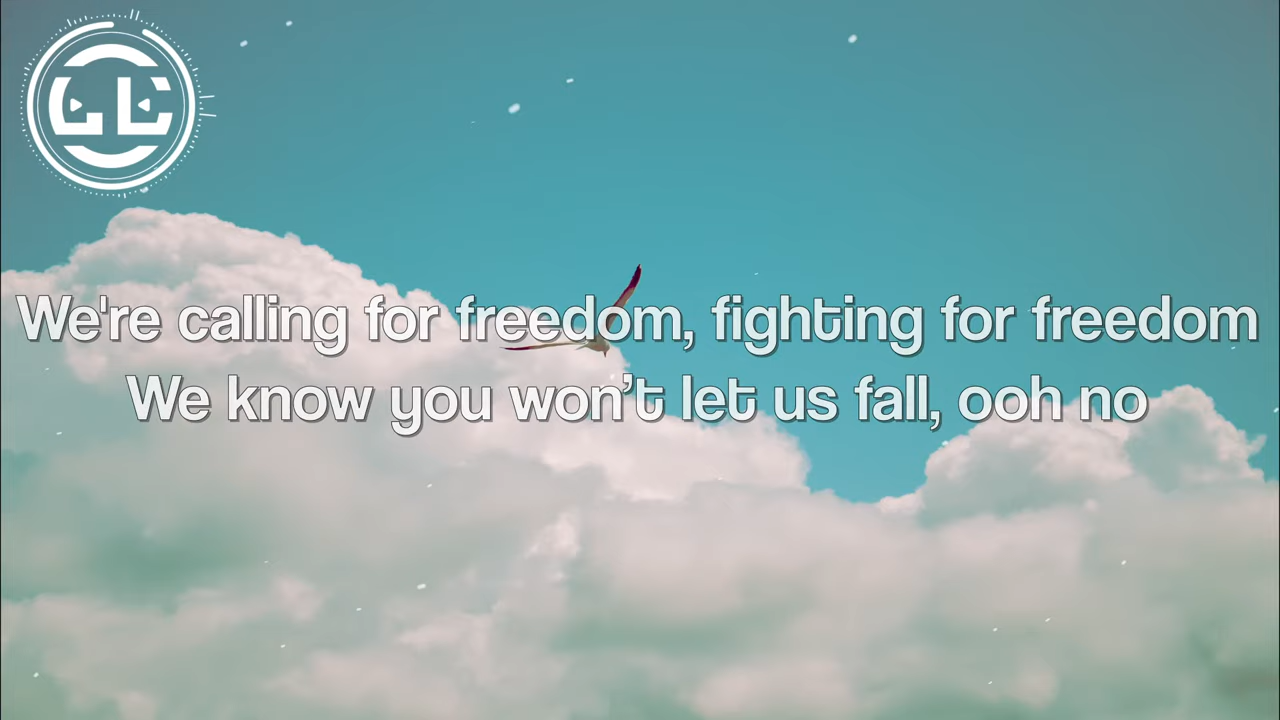 We're calling for freedom, fighting for freedom
We know you won’t let us fall, ooh no